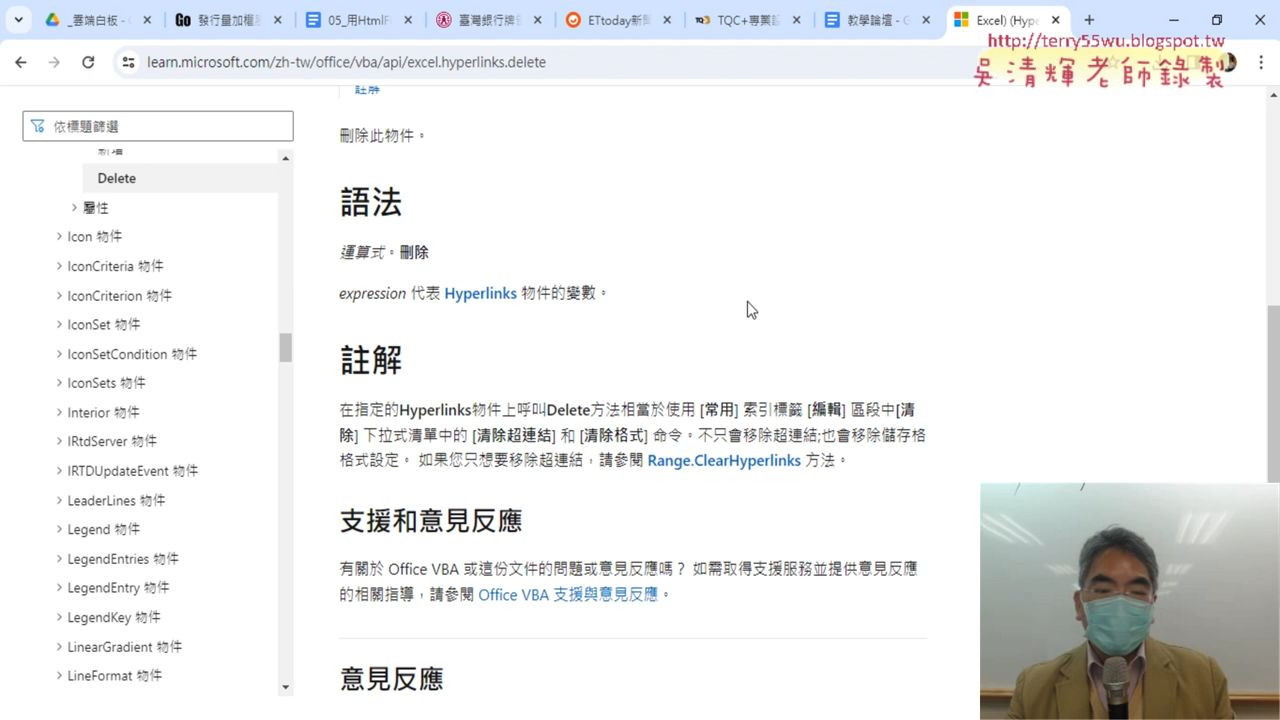 _雲端白板 - G
發行量加權股
05_用HtmlF
臺灣銀行牌告
ETtoday新聞
TQC+專業設
教學論壇 - G
Excel) (Hype
http://terry55wu.blogspot.tw
learn.microsoft.com/zh-tw/office/vba/api/excel.hyperlinks.delete
吳清輝老師錄製
註解
依標題篩選
刪除此物件。
新增
Delete
屬性
語法
Icon 物件
運算式。刪除
IconCriteria 物件
expression 代表 Hyperlinks 物件的變數。
IconCriterion 物件
IconSet 物件
IconSetCondition 物件
註解
IconSets 物件
Interior 物件
在指定的Hyperlinks物件上呼叫Delete方法相當於使用 [常用] 索引標籤 [編輯] 區段中[清
IRtdServer 物件
除] 下拉式清單中的 [清除超連結] 和 [清除格式] 命令。不只會移除超連結;也會移除儲存格
IRTDUpdateEvent 物件
格式設定。 如果您只想要移除超連結，請參閱 Range.ClearHyperlinks 方法。
LeaderLines 物件
Legend 物件
支援和意見反應
LegendEntries 物件
有關於 Office VBA 或這份文件的問題或意見反應嗎？ 如需取得支援服務並提供意見反應
LegendEntry 物件
的相關指導，請參閱 Office VBA 支援與意見反應。
LegendKey 物件
LinearGradient 物件
LineFormat 物件
意見反應